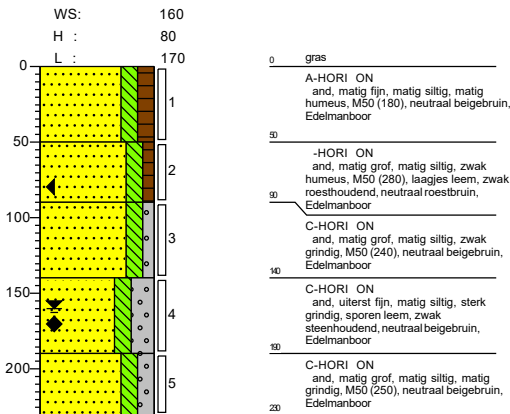 WS: 160
H : 80
L : 170
0
50
100
150
200
1
2
3
4
5
0 gras
A-HORI ON
and, matig fijn, matig siltig, matig
humeus, M50 (180), neutraal beigebruin,
Edelmanboor
50
-HORI ON
and, matig grof, matig siltig, zwak
humeus, M50 (280), laagjes leem, zwak
roesthoudend, neutraal roestbruin,
90 Edelmanboor
C-HORI ON
and, matig grof, matig siltig, zwak
grindig, M50 (240), neutraal beigebruin,
Edelmanboor
140
C-HORI ON
and, uiterst fijn, matig siltig, sterk
grindig, sporen leem, zwak
steenhoudend, neutraal beigebruin,
Edelmanboor
190
C-HORI ON
and, matig grof, matig siltig, matig
grindig, M50 (250), neutraal beigebruin,
230 Edelmanboor